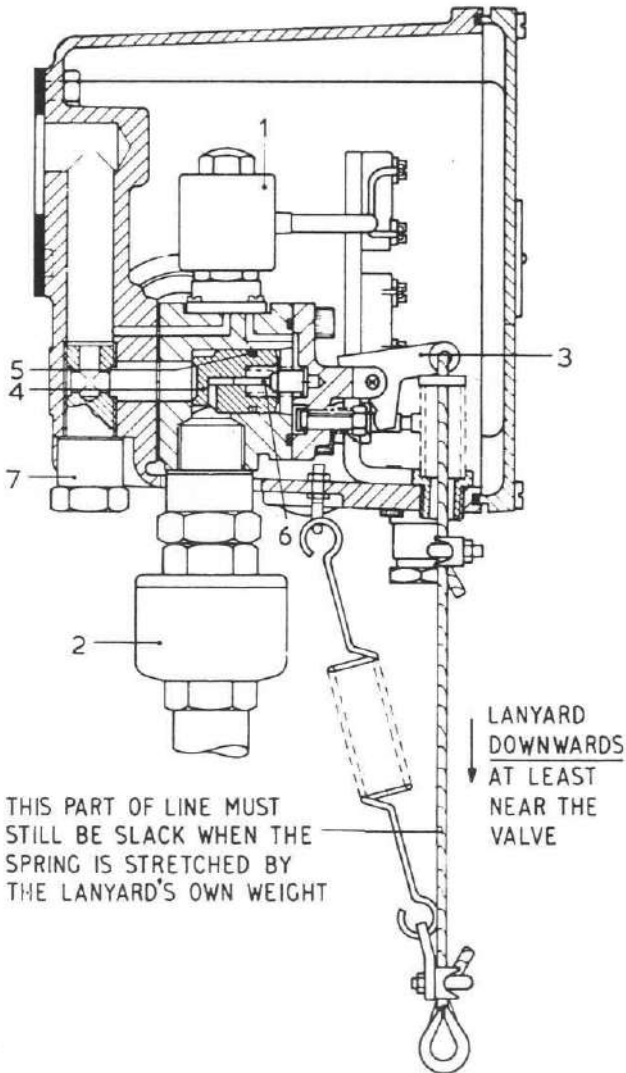 1
3
5
4
7
6
2
LANYARD
DOWNWARDS
AT LEAST
NEAR THE
VALVE
THIS PART OF LINE MUST
STILL BE SLACK WHEN THE
SPRING IS STRETCHED BY
THE LANYARD'S OWN WEIGHT